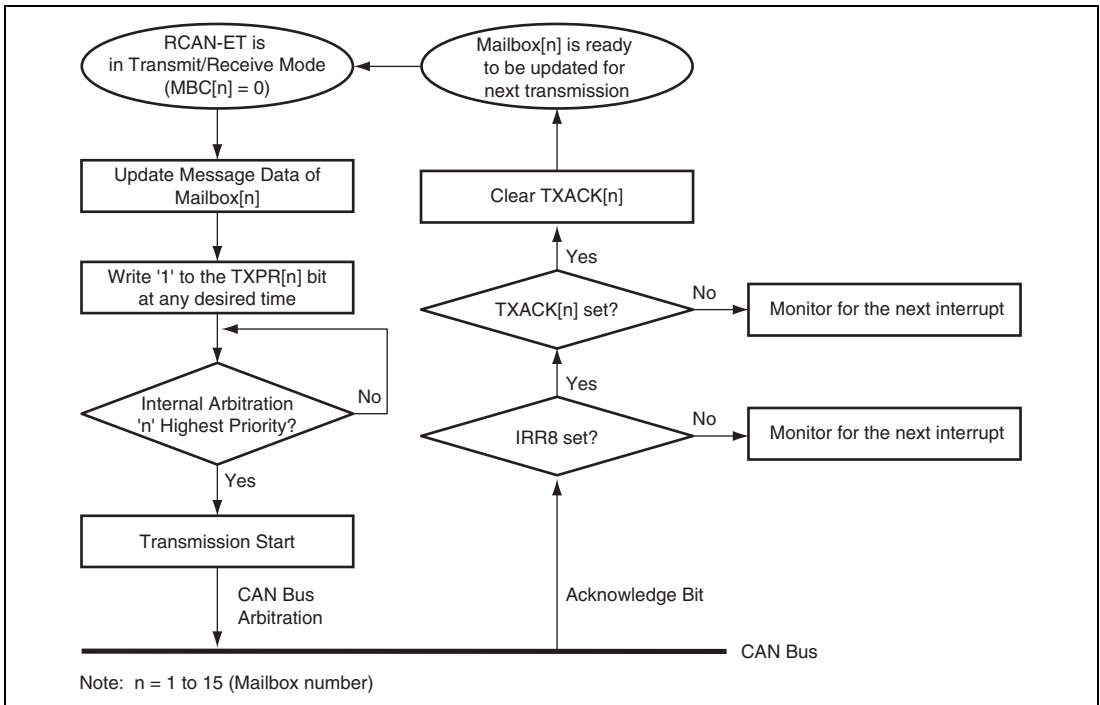 RCAN-ET is
in Transmit/Receive Mode
(MBC[n] = 0)
Update Message Data of
Mailbox[n]
Write '1' to the TXPR[n] bit
at any desired time
Internal Arbitration
'n' Highest Priority?
No
Yes
Transmission Start
CAN Bus
Arbitration
CAN Bus
Acknowledge Bit
IRR8 set?
No
Monitor for the next interrupt
Yes
TXACK[n] set?
No
Monitor for the next interrupt
Yes
Clear TXACK[n]
Mailbox[n] is ready
to be updated for
next transmission
Note: n = 1 to 15 (Mailbox number)